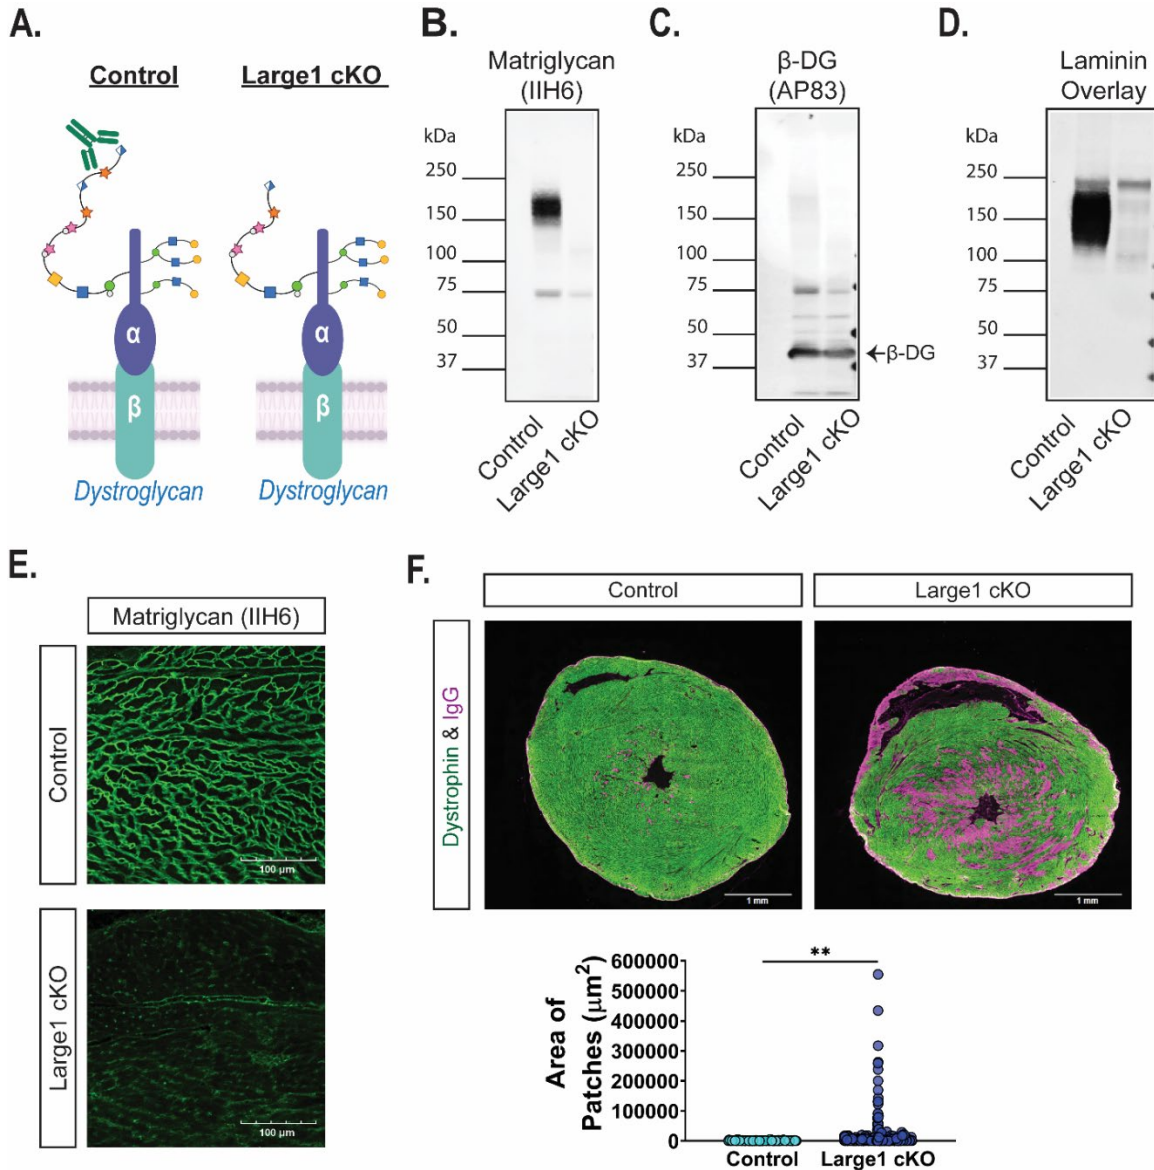 A.
Control
Large1 cKO
α
β
Dystroglycan
α
β
Dystroglycan
B.
Matriglycan
(IIH6)
kDa
250
150
100
75
50
37
Control
Large1 cKO
C.
β-DG
(AP83)
kDa
250
150
100
75
50
37
←β-DG
Control
Large1 cKO
D.
Laminin
Overlay
kDa
250
150
100
75
50
37
Control
Large1 cKO
E.
Matriglycan (IIH6)
Control
100 µm
Large1 cKO
100 µm
F.
Control
Large1 cKO
Dystrophin & IgG
1 mm
1 mm
**
Area of
Patches (µm²)
600000
500000
400000
300000
200000
100000
0
Control
Large1 cKO